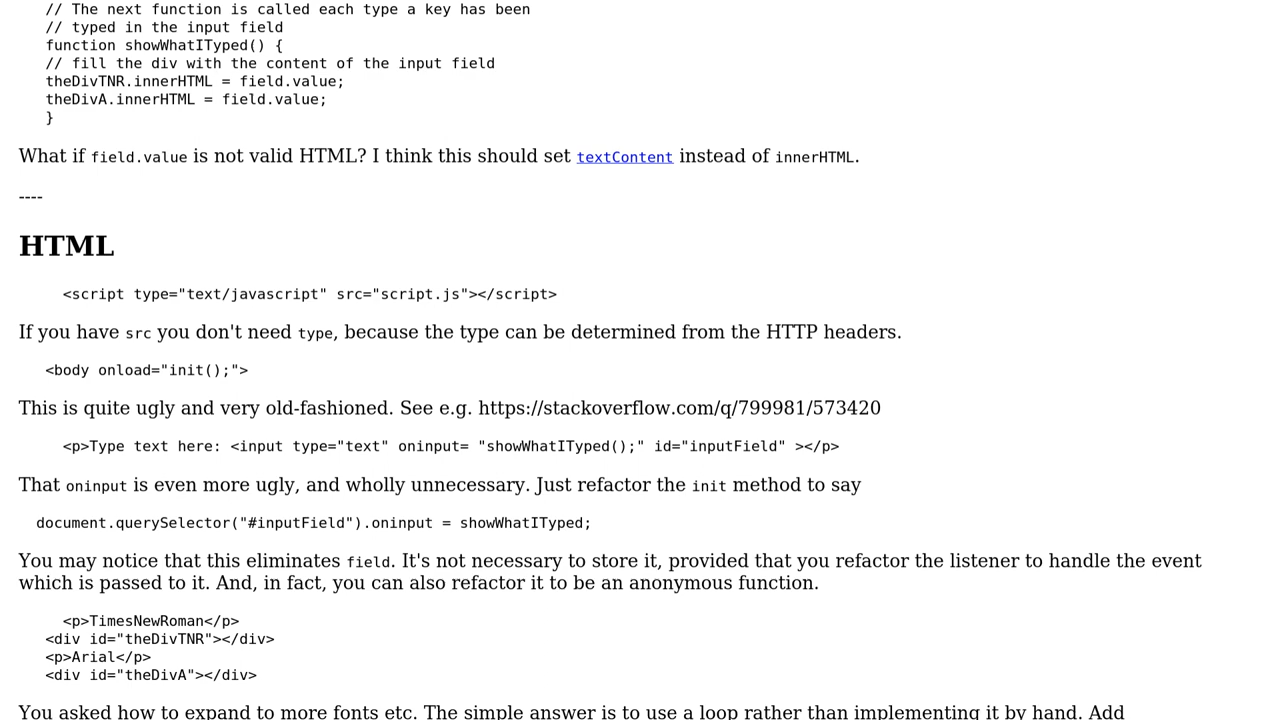 // The next function is called each type a key has been
// typed in the input field
function showWhatITyped() {
// fill the div with the content of the input field
theDivTNR.innerHTML = field.value;
theDivA.innerHTML = field.value;
}
What if field.value is not valid HTML? I think this should set textContent instead of innerHTML.
----
HTML
<script type="text/javascript" src="script.js"></script>
If you have src you don't need type, because the type can be determined from the HTTP headers.
<body onload="init();">
This is quite ugly and very old-fashioned. See e.g. https://stackoverflow.com/q/799981/573420
<p>Type text here: <input type="text" oninput= "showWhatITyped();" id="inputField" ></p>
That oninput is even more ugly, and wholly unnecessary. Just refactor the init method to say
document.querySelector("#inputField").oninput = showWhatITyped;
You may notice that this eliminates field. It's not necessary to store it, provided that you refactor the listener to handle the event
which is passed to it. And, in fact, you can also refactor it to be an anonymous function.
<p>TimesNewRoman</p>
<div id="theDivTNR"></div>
<p>Arial</p>
<div id="theDivA"></div>
You asked how to expand to more fonts etc. The simple answer is to use a loop rather than implementing it by hand. Add